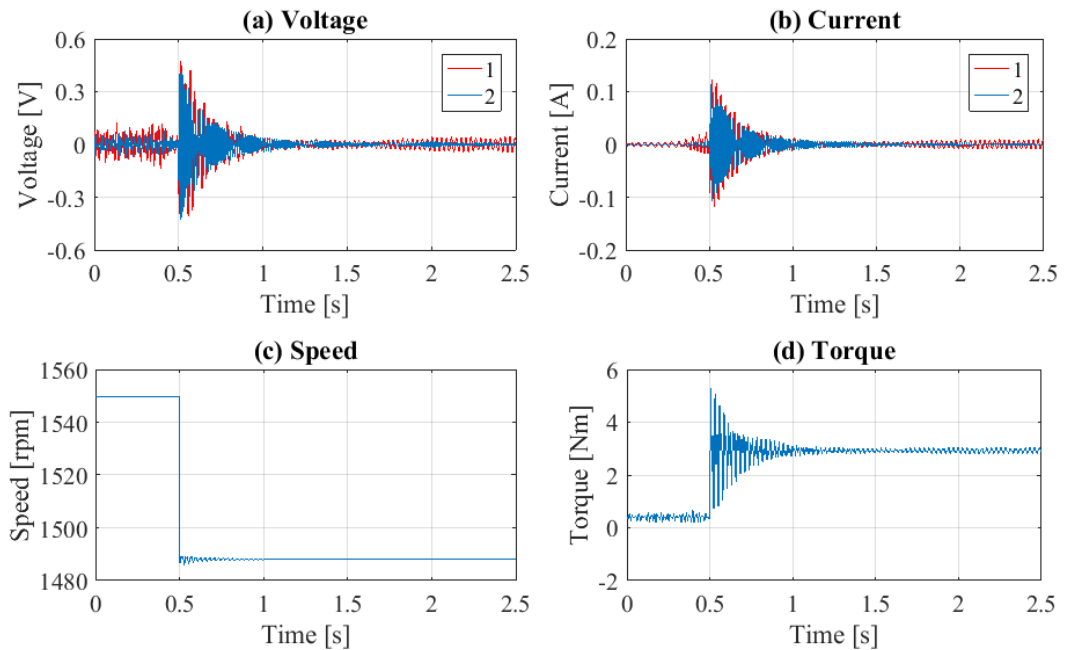 (a) Voltage
0.6
0.3
0
-0.3
-0.6
Voltage [V]
1
2
0 0.5 1 1.5 2 2.5
Time [s]
(b) Current
0.2
0.1
0
-0.1
-0.2
Current [A]
1
2
0 0.5 1 1.5 2 2.5
Time [s]
(c) Speed
1560
1540
1520
1500
1480
Speed [rpm]
0 0.5 1 1.5 2 2.5
Time [s]
(d) Torque
6
4
2
0
-2
Torque [Nm]
0 0.5 1 1.5 2 2.5
Time [s]